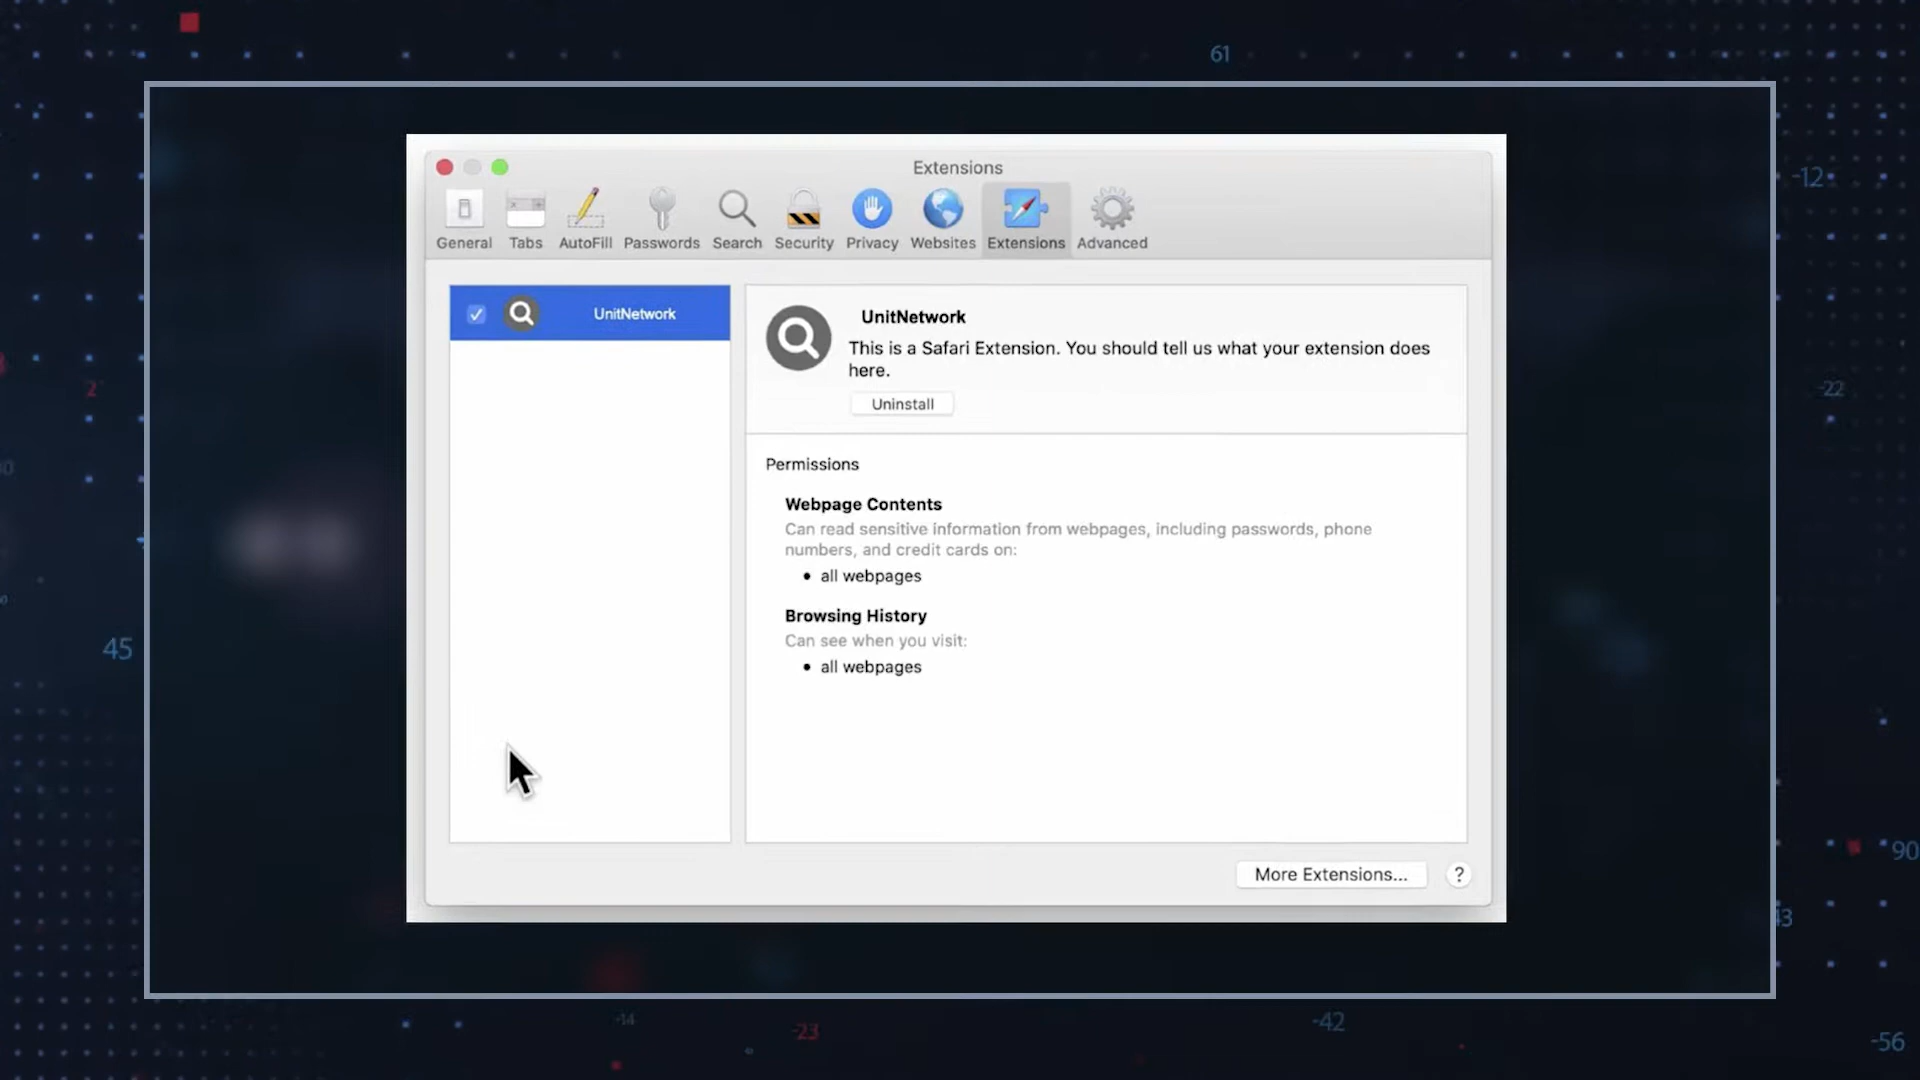 61
-12
2
-22
45
90
43
-14
-23
-42
-56
Extensions
General
Tabs
AutoFill
Passwords
Search
Security
Privacy
Websites
Extensions
Advanced
UnitNetwork
UnitNetwork
This is a Safari Extension. You should tell us what your extension does
here.
Uninstall
Permissions
Webpage Contents
Can read sensitive information from webpages, including passwords, phone
numbers, and credit cards on:
• all webpages
Browsing History
Can see when you visit:
• all webpages
More Extensions...
?